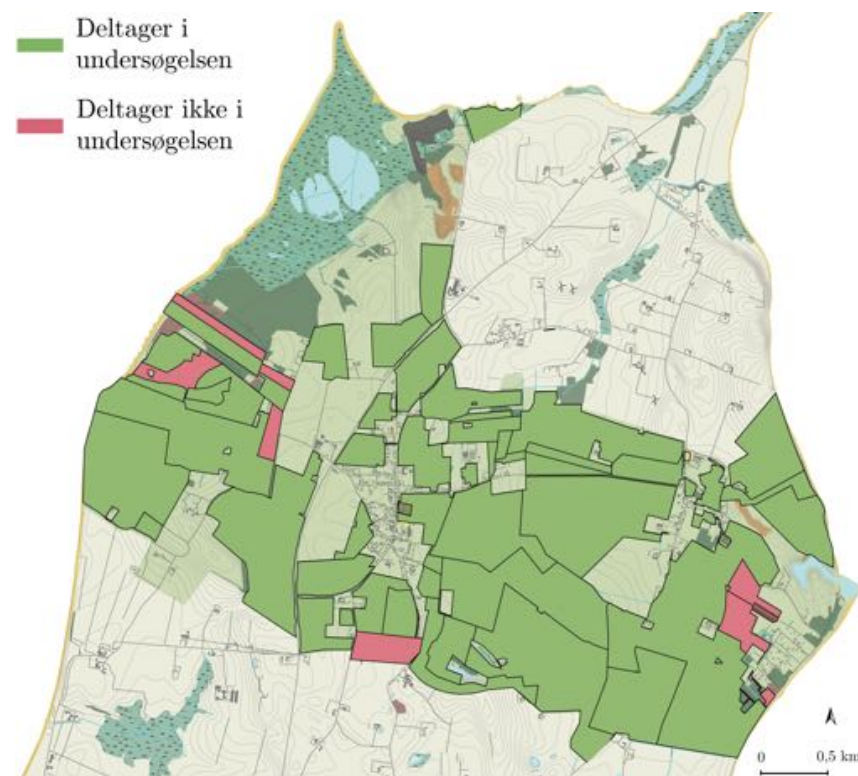 Deltager i
undersøgelsen
Deltager ikke i
undersøgelsen
0
0,5 km